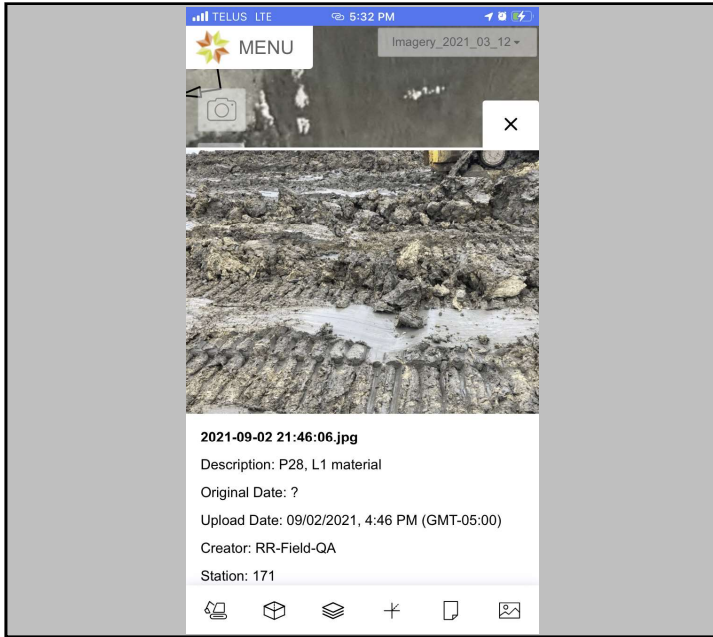 TELUS LTE 5:32 PM
MENU
Imagery_2021_03_12
2021-09-02 21:46:06.jpg
Description: P28, L1 material
Original Date: ?
Upload Date: 09/02/2021, 4:46 PM (GMT-05:00)
Creator: RR-Field-QA
Station: 171